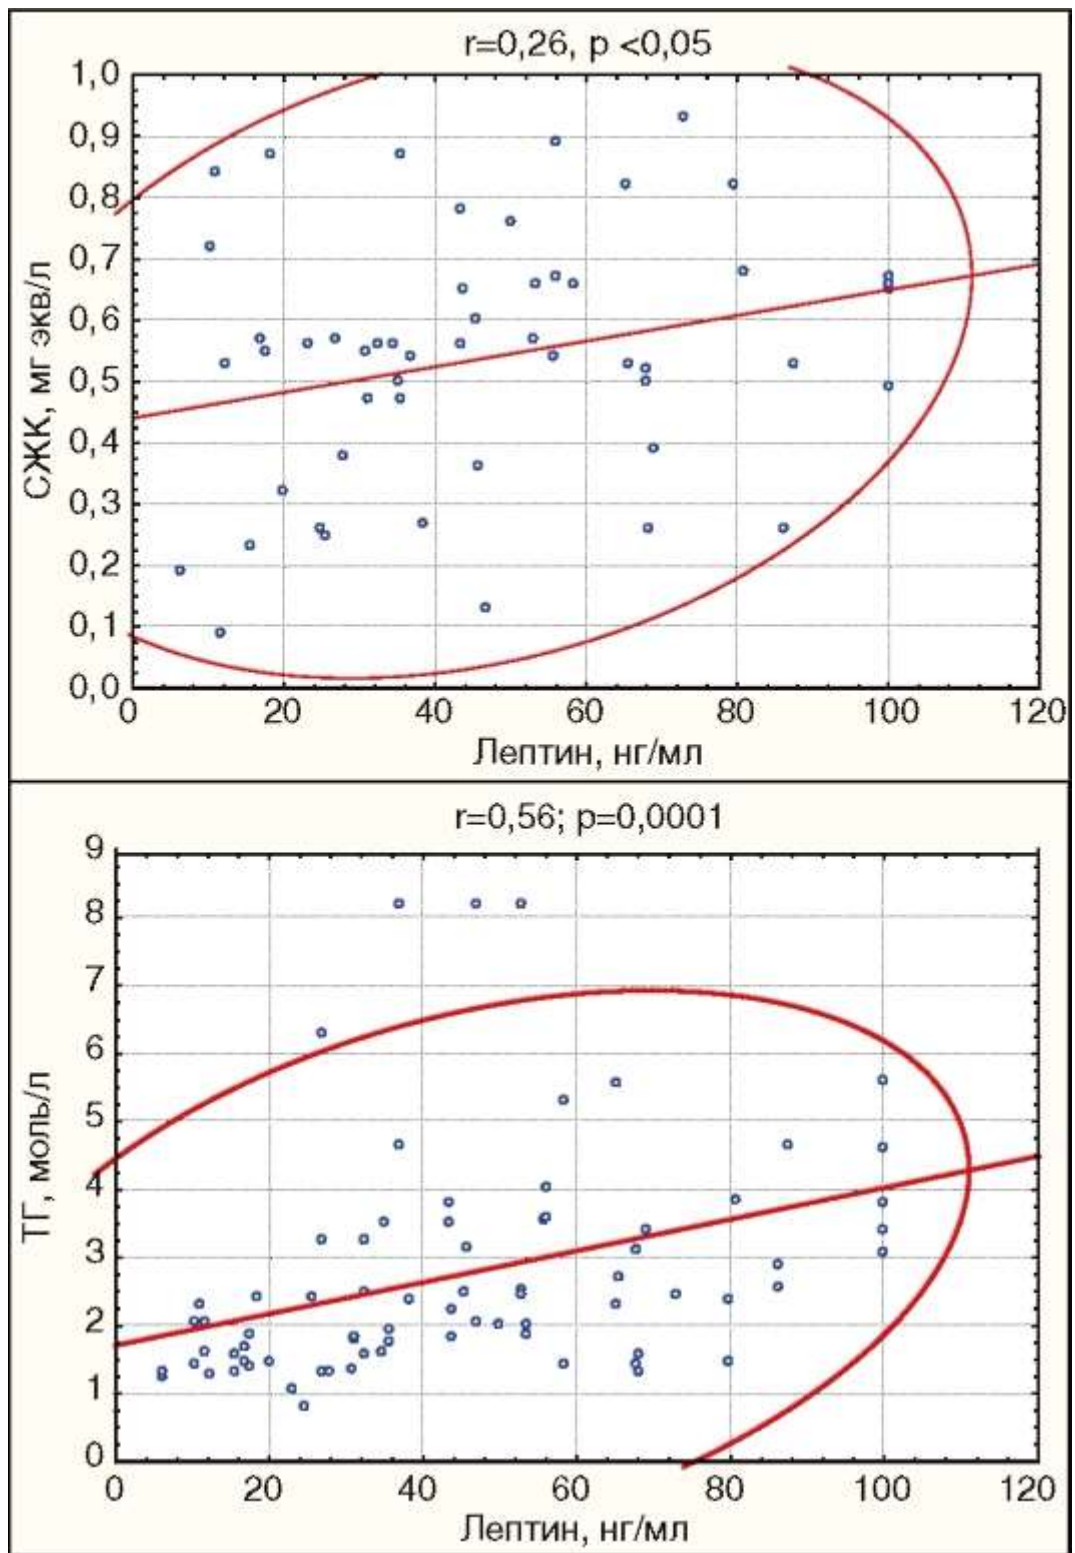 r=0,26, p <0,05
1,0
0,9
0,8
0,7
0,6
0,5
0,4
0,3
0,2
0,1
0,0
СЖК, мг экв/л
0 20 40 60 80 100 120
Лептин, нг/мл
r=0,56; p=0,0001
9
8
7
6
5
4
3
2
1
0
ТГ, моль/л
0 20 40 60 80 100 120
Лептин, нг/мл